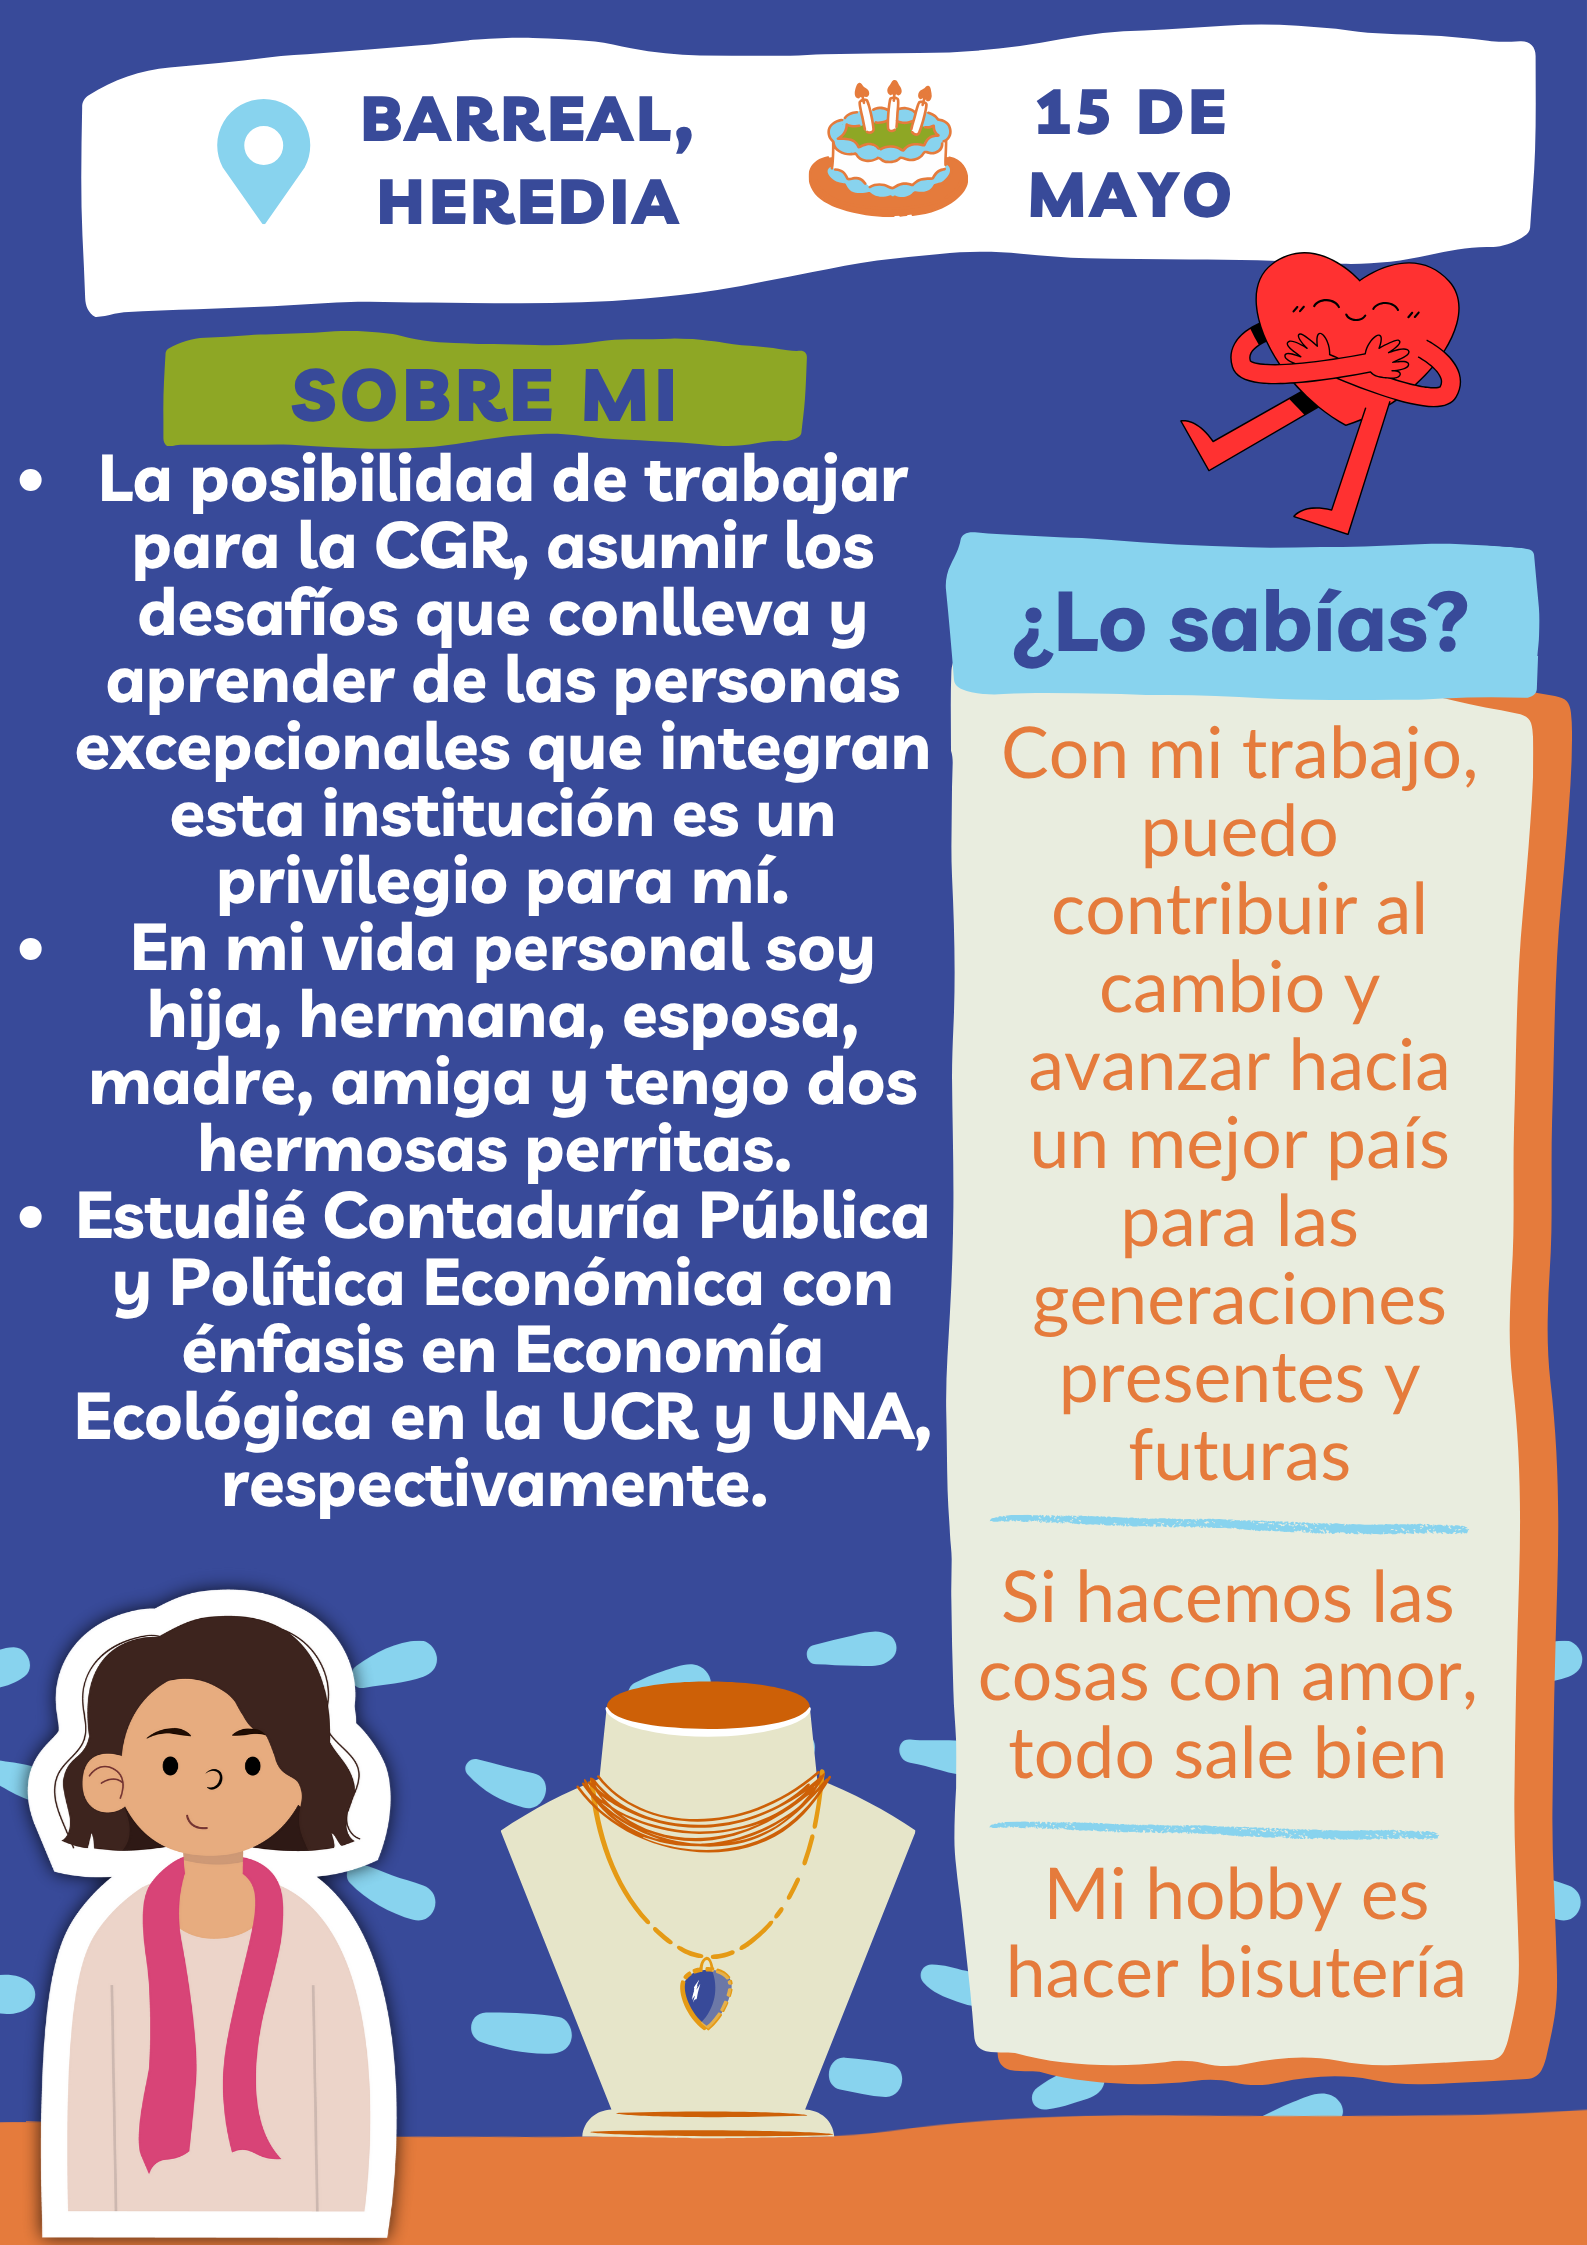 BARREAL,
HEREDIA
15 DE
MAYO
SOBRE MI
• La posibilidad de trabajar
para la CGR, asumir los
desafíos que conlleva y
aprender de las personas
excepcionales que integran
esta institución es un
privilegio para mí.
• En mi vida personal soy
hija, hermana, esposa,
madre, amiga y tengo dos
hermosas perritas.
• Estudié Contaduría Pública
y Política Económica con
énfasis en Economía
Ecológica en la UCR y UNA,
respectivamente.
¿Lo sabías?
Con mi trabajo,
puedo
contribuir al
cambio y
avanzar hacia
un mejor país
para las
generaciones
presentes y
futuras
Si hacemos las
cosas con amor,
todo sale bien
Mi hobby es
hacer bisutería